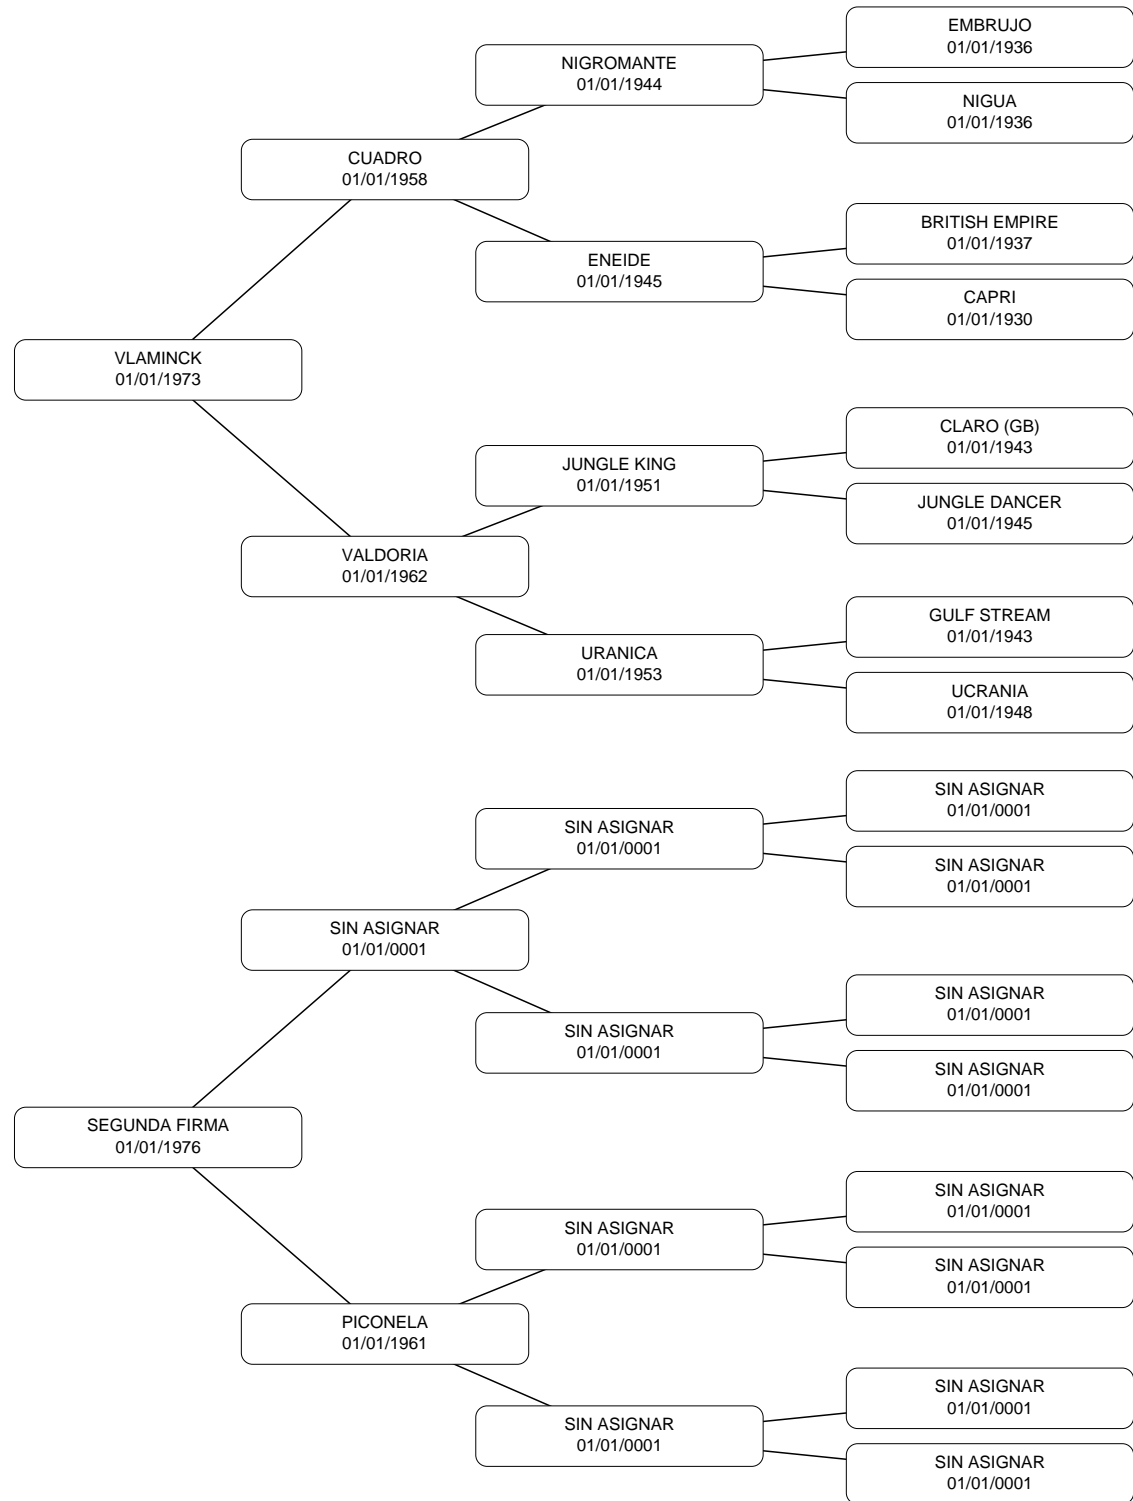 EMBRUJO
01/01/1936
NIGROMANTE
01/01/1944
NIGUA
01/01/1936
CUADRO
01/01/1958
BRITISH EMPIRE
01/01/1937
ENEIDE
01/01/1945
CAPRI
01/01/1930
VLAMINCK
01/01/1973
CLARO (GB)
01/01/1943
JUNGLE KING
01/01/1951
JUNGLE DANCER
01/01/1945
VALDORIA
01/01/1962
GULF STREAM
01/01/1943
URANICA
01/01/1953
UCRANIA
01/01/1948
SIN ASIGNAR
01/01/0001
SIN ASIGNAR
01/01/0001
SIN ASIGNAR
01/01/0001
SIN ASIGNAR
01/01/0001
SIN ASIGNAR
01/01/0001
SIN ASIGNAR
01/01/0001
SIN ASIGNAR
01/01/0001
SEGUNDA FIRMA
01/01/1976
SIN ASIGNAR
01/01/0001
SIN ASIGNAR
01/01/0001
SIN ASIGNAR
01/01/0001
PICONELA
01/01/1961
SIN ASIGNAR
01/01/0001
SIN ASIGNAR
01/01/0001
SIN ASIGNAR
01/01/0001